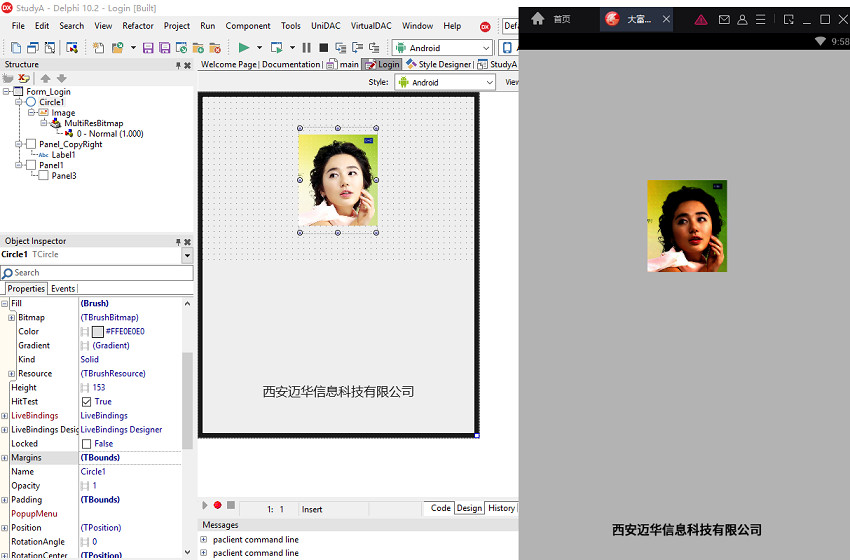 StudyA - Delphi 10.2 - Login [Built]
File Edit Search View Refactor Project Run Component Tools UniDAC VirtualDAC Window Help
Android
Structure
Form_Login
Circle1
Image
MultiResBitmap
0 - Normal (1.000)
Panel_CopyRight
Abc Label1
Panel1
Panel3
Object Inspector
Circle1 TCircle
Search
Properties Events
Fill (Brush)
Bitmap (TBrushBitmap)
Color #FFE0E0E0
Gradient (Gradient)
Kind Solid
Resource (TBrushResource)
Height 153
HitTest True
LiveBindings LiveBindings
LiveBindings Desig LiveBindings Designer
Locked False
Margins (TBounds)
Name Circle1
Opacity 1
Padding (TBounds)
PopupMenu
Position (TPosition)
RotationAngle 0
RotationCenter (TPosition)
Welcome Page Documentation main Login Style Designer StudyA
Style: Android View
西安迈华信息科技有限公司
1: 1 Insert Code Design History
Messages
paclient command line
paclient command line
首页 大富...
9:58
西安迈华信息科技有限公司